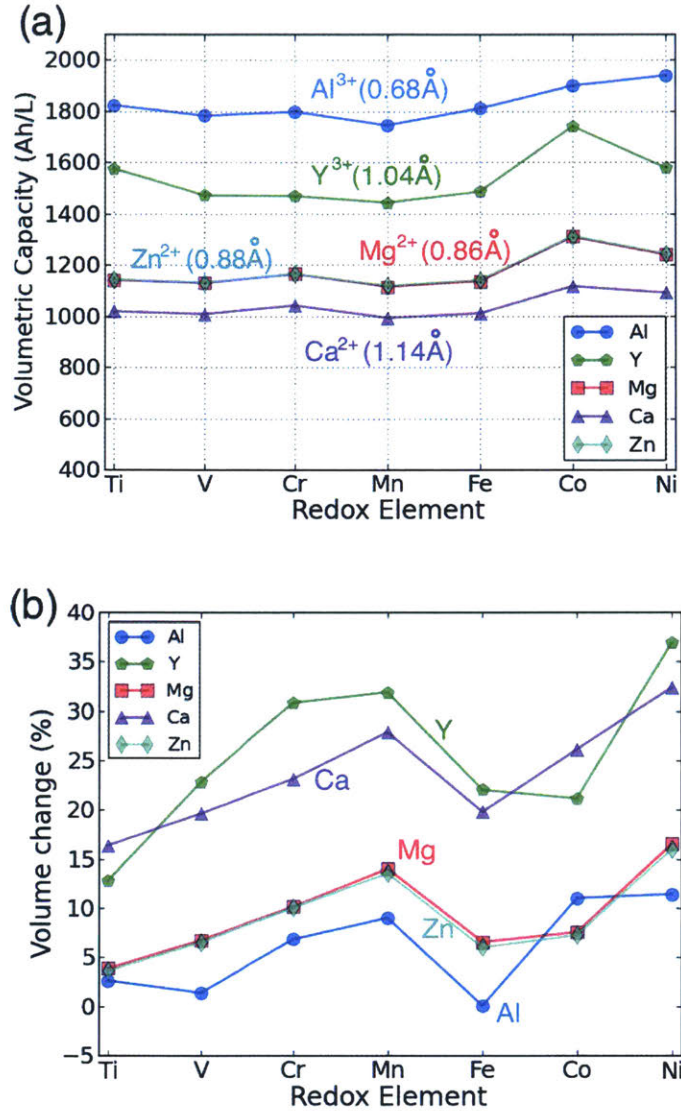 (a)
2000
1800
1600
1400
1200
1000
800
600
400
Volumetric Capacity (Ah/L)
Al3+(0.68Å)
Y3+(1.04Å)
Zn2+(0.88Å)
Mg2+(0.86Å)
Ca2+(1.14Å)
Al
Y
Mg
Ca
Zn
Ti V Cr Mn Fe Co Ni
Redox Element
(b)
40
35
30
25
20
15
10
5
0
−5
Volume change (%)
Al
Y
Mg
Ca
Zn
Y
Ca
Mg
Zn
Al
Ti V Cr Mn Fe Co Ni
Redox Element